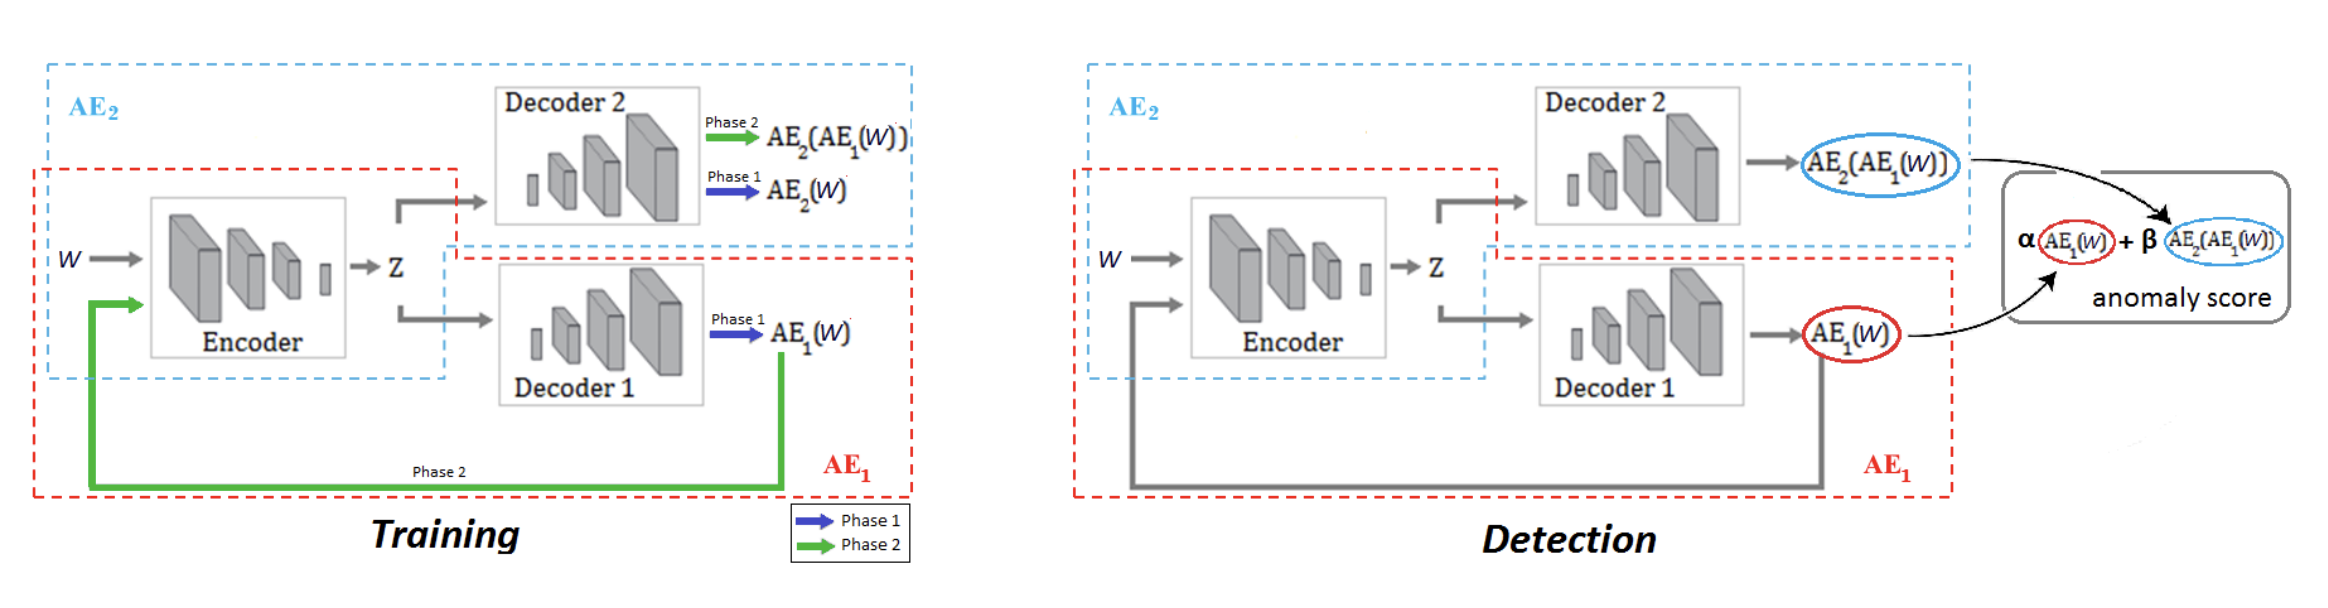 AE2
Decoder 2
Phase 2
AE2(AE1(W))
Phase 1
AE2(W)
W
Z
Encoder
Phase 1
AE1(W)
Decoder 1
Phase 2
AE1
Training
Phase 1
Phase 2
AE2
Decoder 2
AE2(AE1(W))
W
Z
Encoder
AE1(W)
Decoder 1
AE1
α AE1(W) + β AE2(AE1(W))
anomaly score
Detection